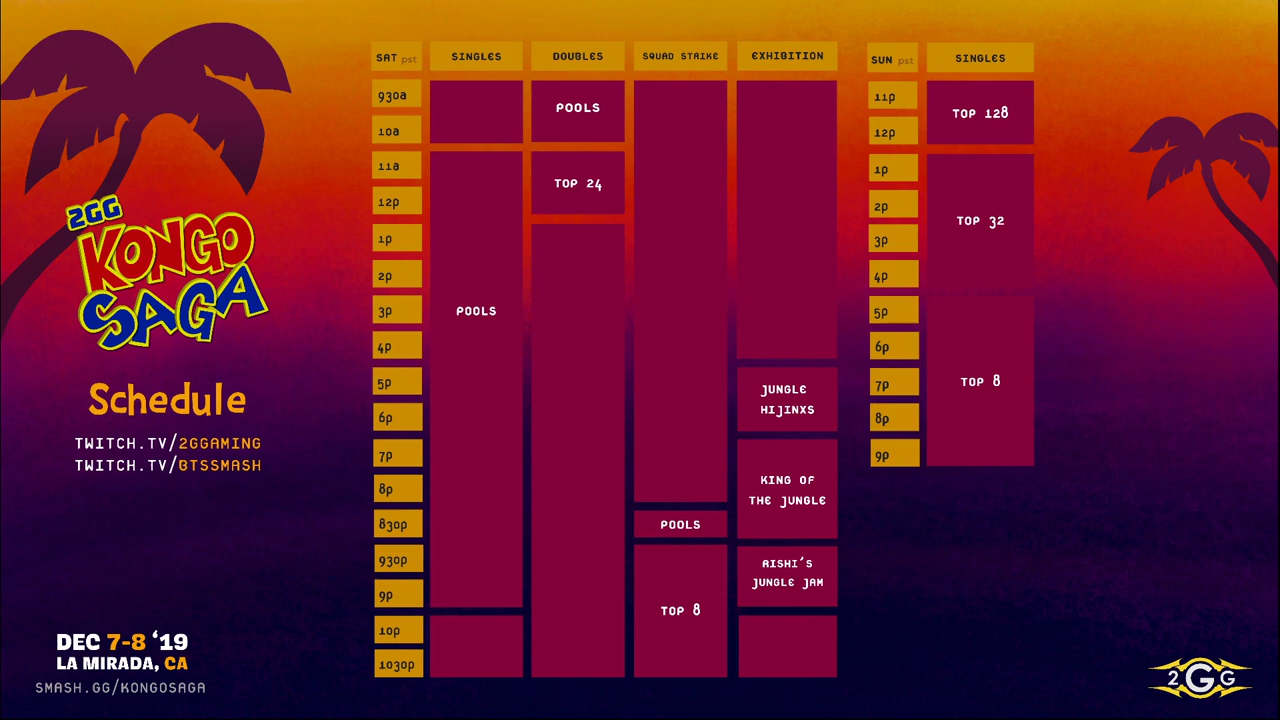 2GG
KONGO
SAGA
Schedule
TWITCH.TV/2GGAMING
TWITCH.TV/BTSSMASH
DEC 7-8 '19
LA MIRADA, CA
SMASH.GG/KONGOSAGA
SAT pst
SINGLES
DOUBLES
SQUAD STRIKE
EXHIBITION
930a
10a
11a
12p
1p
2p
3p
4p
5p
6p
7p
8p
830p
930p
9p
10p
1030p
POOLS
POOLS
TOP 24
POOLS
TOP 8
JUNGLE
HIJINXS
KING OF
THE JUNGLE
AISHI'S
JUNGLE JAM
SUN pst
SINGLES
11p
12p
1p
2p
3p
4p
5p
6p
7p
8p
9p
TOP 128
TOP 32
TOP 8
2GG